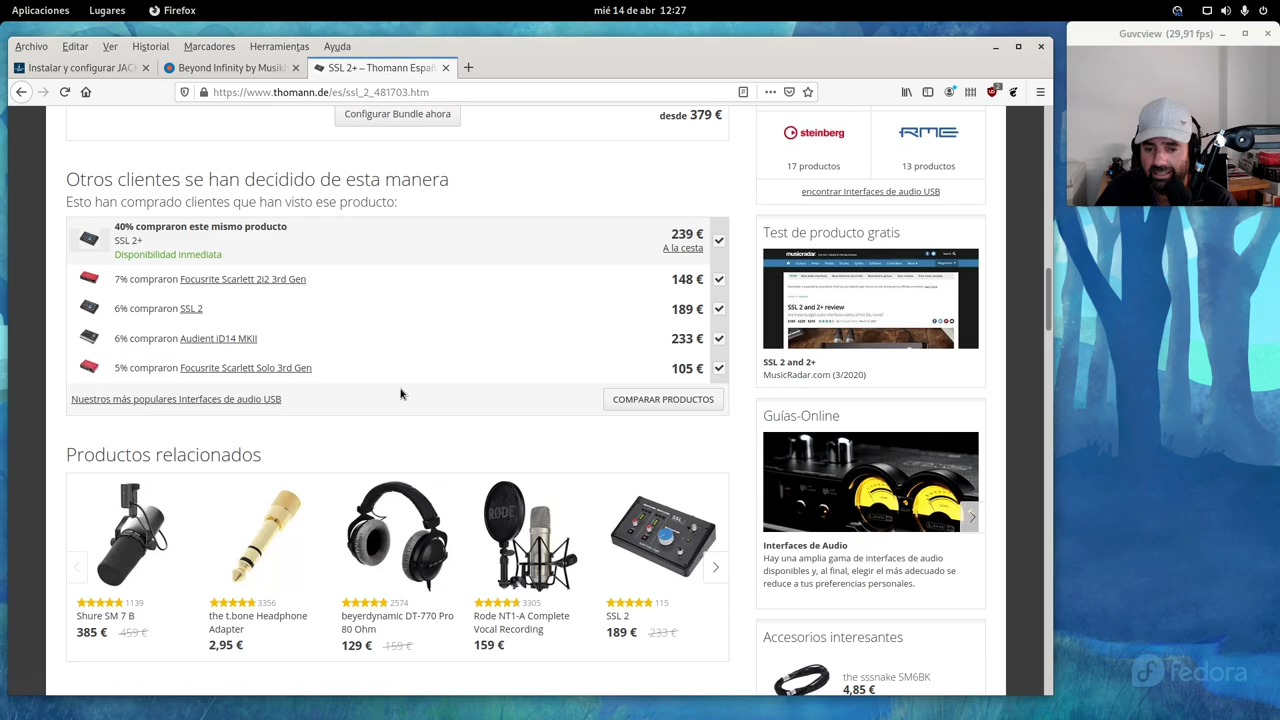 Aplicaciones Lugares Firefox mié 14 de abr 12:27
Guvcview (29,91 fps)
Archivo Editar Ver Historial Marcadores Herramientas Ayuda
Instalar y configurar JACK Beyond Infinity by Musikl SSL 2+ – Thomann Españ
https://www.thomann.de/es/ssl_2_481703.htm
Configurar Bundle ahora
desde 379 €
Otros clientes se han decidido de esta manera
Esto han comprado clientes que han visto ese producto:
40% compraron este mismo producto
SSL 2+
Disponibilidad inmediata
239 €
A la cesta
7% compraron Focusrite Scarlett 2i2 3rd Gen 148 €
6% compraron SSL 2 189 €
6% compraron Audient iD14 MKII 233 €
5% compraron Focusrite Scarlett Solo 3rd Gen 105 €
Nuestros más populares Interfaces de audio USB COMPARAR PRODUCTOS
Productos relacionados
1139 3356 2574 3305 115
Shure SM 7 B
385 € 459 €
the t.bone Headphone
Adapter
2,95 €
beyerdynamic DT-770 Pro
80 Ohm
129 € 159 €
Rode NT1-A Complete
Vocal Recording
159 €
SSL 2
189 € 233 €
steinberg RME
17 productos 13 productos
encontrar Interfaces de audio USB
Test de producto gratis
musicradar.
SSL 2 and 2+ review
SSL 2 and 2+
MusicRadar.com (3/2020)
Guías-Online
Interfaces de Audio
Hay una amplia gama de interfaces de audio
disponibles y, al final, elegir el más adecuado se
reduce a tus preferencias personales.
Accesorios interesantes
the sssnake SM6BK
4,85 €
fedora